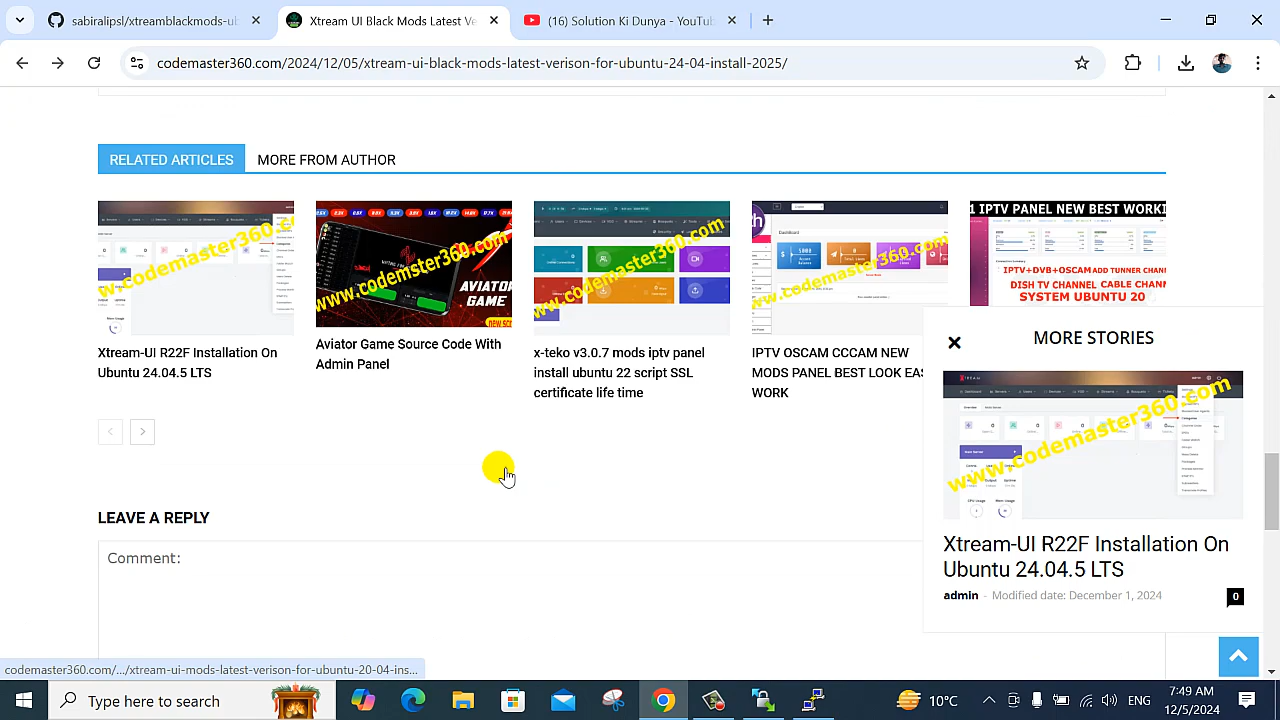 sabiralipsl/xtreamblackmods-ub
Xtream UI Black Mods Latest Ve
(16) Solution Ki Dunya - YouTub
codemaster360.com/2024/12/05/xtream-ui-black-mods-latest-verison-for-ubuntu-24-04-install-2025/
RELATED ARTICLES
MORE FROM AUTHOR
www.codemaster360.com
AVIATOR
GAME
IPTV PANEL NEW BEST WORKI
IPTV+DVB+OSCAM ADD TUNNER CHAN
DISH TV CHANNEL CABLE CHANN
SYSTEM UBUNTU 20
Xtream-UI R22F Installation On
Ubuntu 24.04.5 LTS
Aviator Game Source Code With
Admin Panel
x-teko v3.0.7 mods iptv panel
install ubuntu 22 script SSL
certificate life time
IPTV OSCAM CCCAM NEW
MODS PANEL BEST LOOK EAS
WORK
MORE STORIES
www.codemaster360.com
Xtream-UI R22F Installation On
Ubuntu 24.04.5 LTS
admin - Modified date: December 1, 2024
0
LEAVE A REPLY
Comment:
codemaster360.com/.../xtream-ui-mods-latest-verison-for-ubuntu-20-04-ins...
Type here to search
10°C
ENG
7:49 AM
12/5/2024